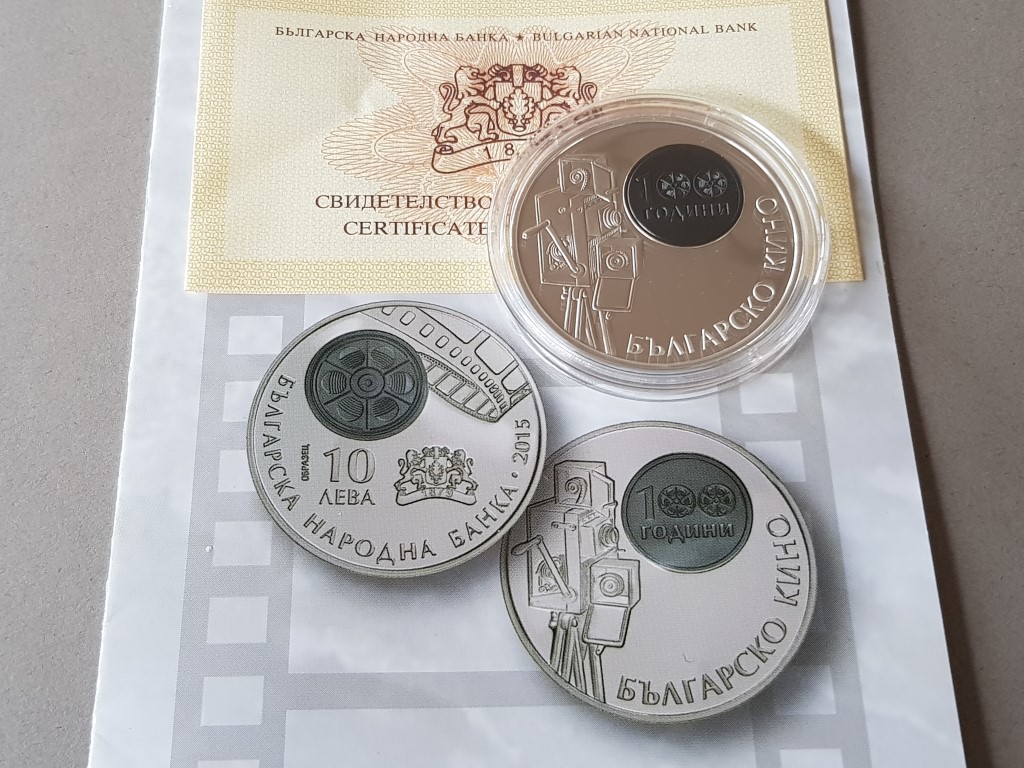 БЪЛГАРСКА НАРОДНА БАНКА ★ BULGARIAN NATIONAL BANK
18
СВИДЕТЕЛСТВО
CERTIFICATE
100
ГОДИНИ
БЪЛГАРСКО КИНО
БЪЛГАРСКА НАРОДНА БАНКА · 2015
ОБРАЗЕЦ
10
ЛЕВА
1879
100
ГОДИНИ
БЪЛГАРСКО КИНО